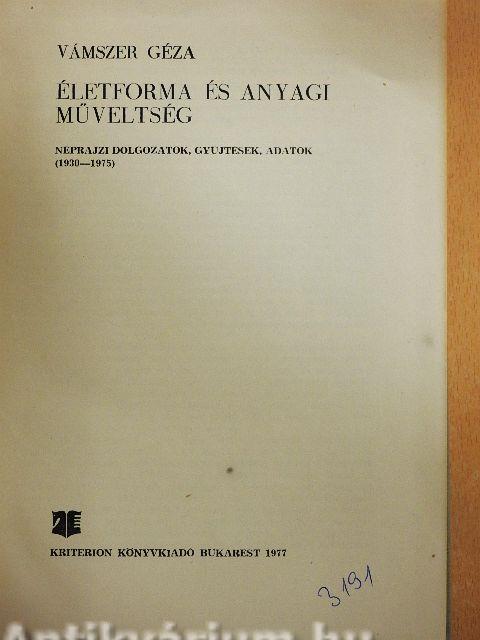 VÁMSZER GÉZA
ÉLETFORMA ÉS ANYAGI
MŰVELTSÉG
NÉPRAJZI DOLGOZATOK, GYŰJTÉSEK, ADATOK
(1930—1975)
KRITERION KÖNYVKIADÓ BUKAREST 1977
3191
Antikvárium.hu